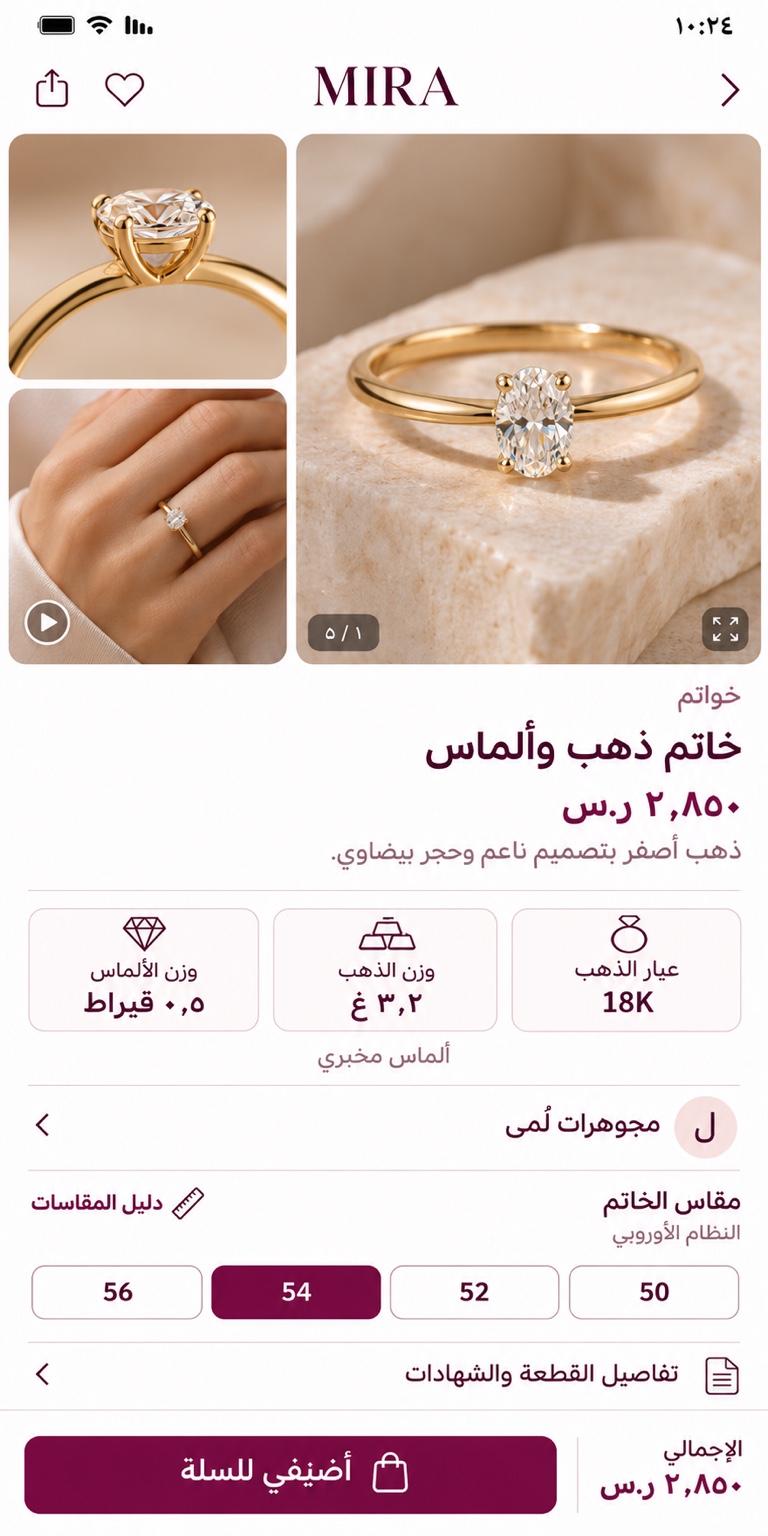 ١٠:٢٤
MIRA
١ / ٥
خواتم
خاتم ذهب وألماس
٢,٨٥٠ ر.س
ذهب أصفر بتصميم ناعم وحجر بيضاوي.
عيار الذهب
18K
وزن الذهب
٣,٢ غ
وزن الألماس
٠,٥ قيراط
ألماس مخبري
ل
مجوهرات لُمى
مقاس الخاتم
دليل المقاسات
النظام الأوروبي
50
52
54
56
تفاصيل القطعة والشهادات
الإجمالي
٢,٨٥٠ ر.س
أضيفي للسلة